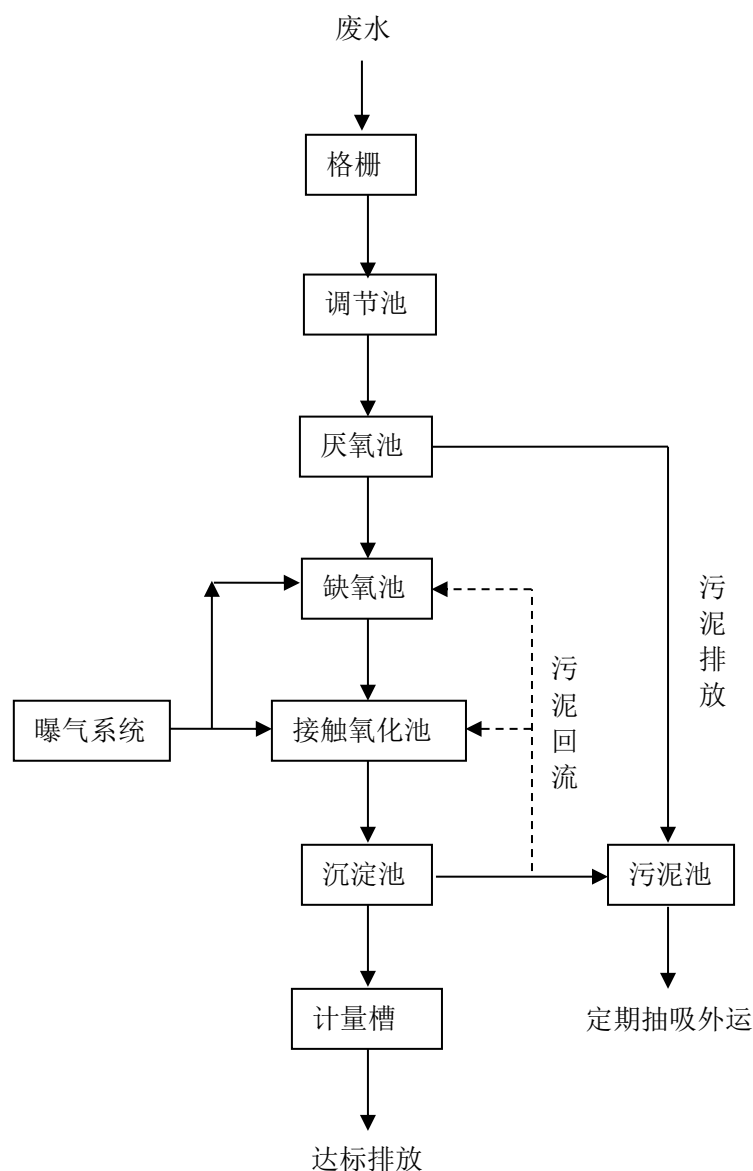 废水
格栅
调节池
厌氧池
缺氧池
污泥排放
污泥回流
曝气系统
接触氧化池
沉淀池
污泥池
计量槽
定期抽吸外运
达标排放